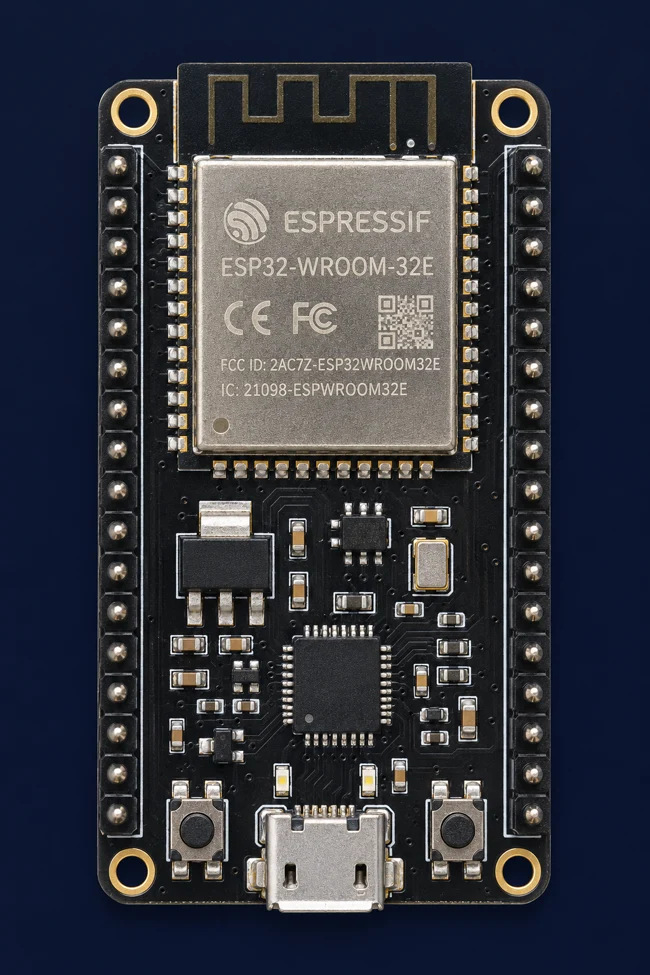 ESPRESSIF
ESP32-WROOM-32E
CE FC
FCC ID: 2AC7Z-ESP32WROOM32E
IC: 21098-ESPWROOM32E